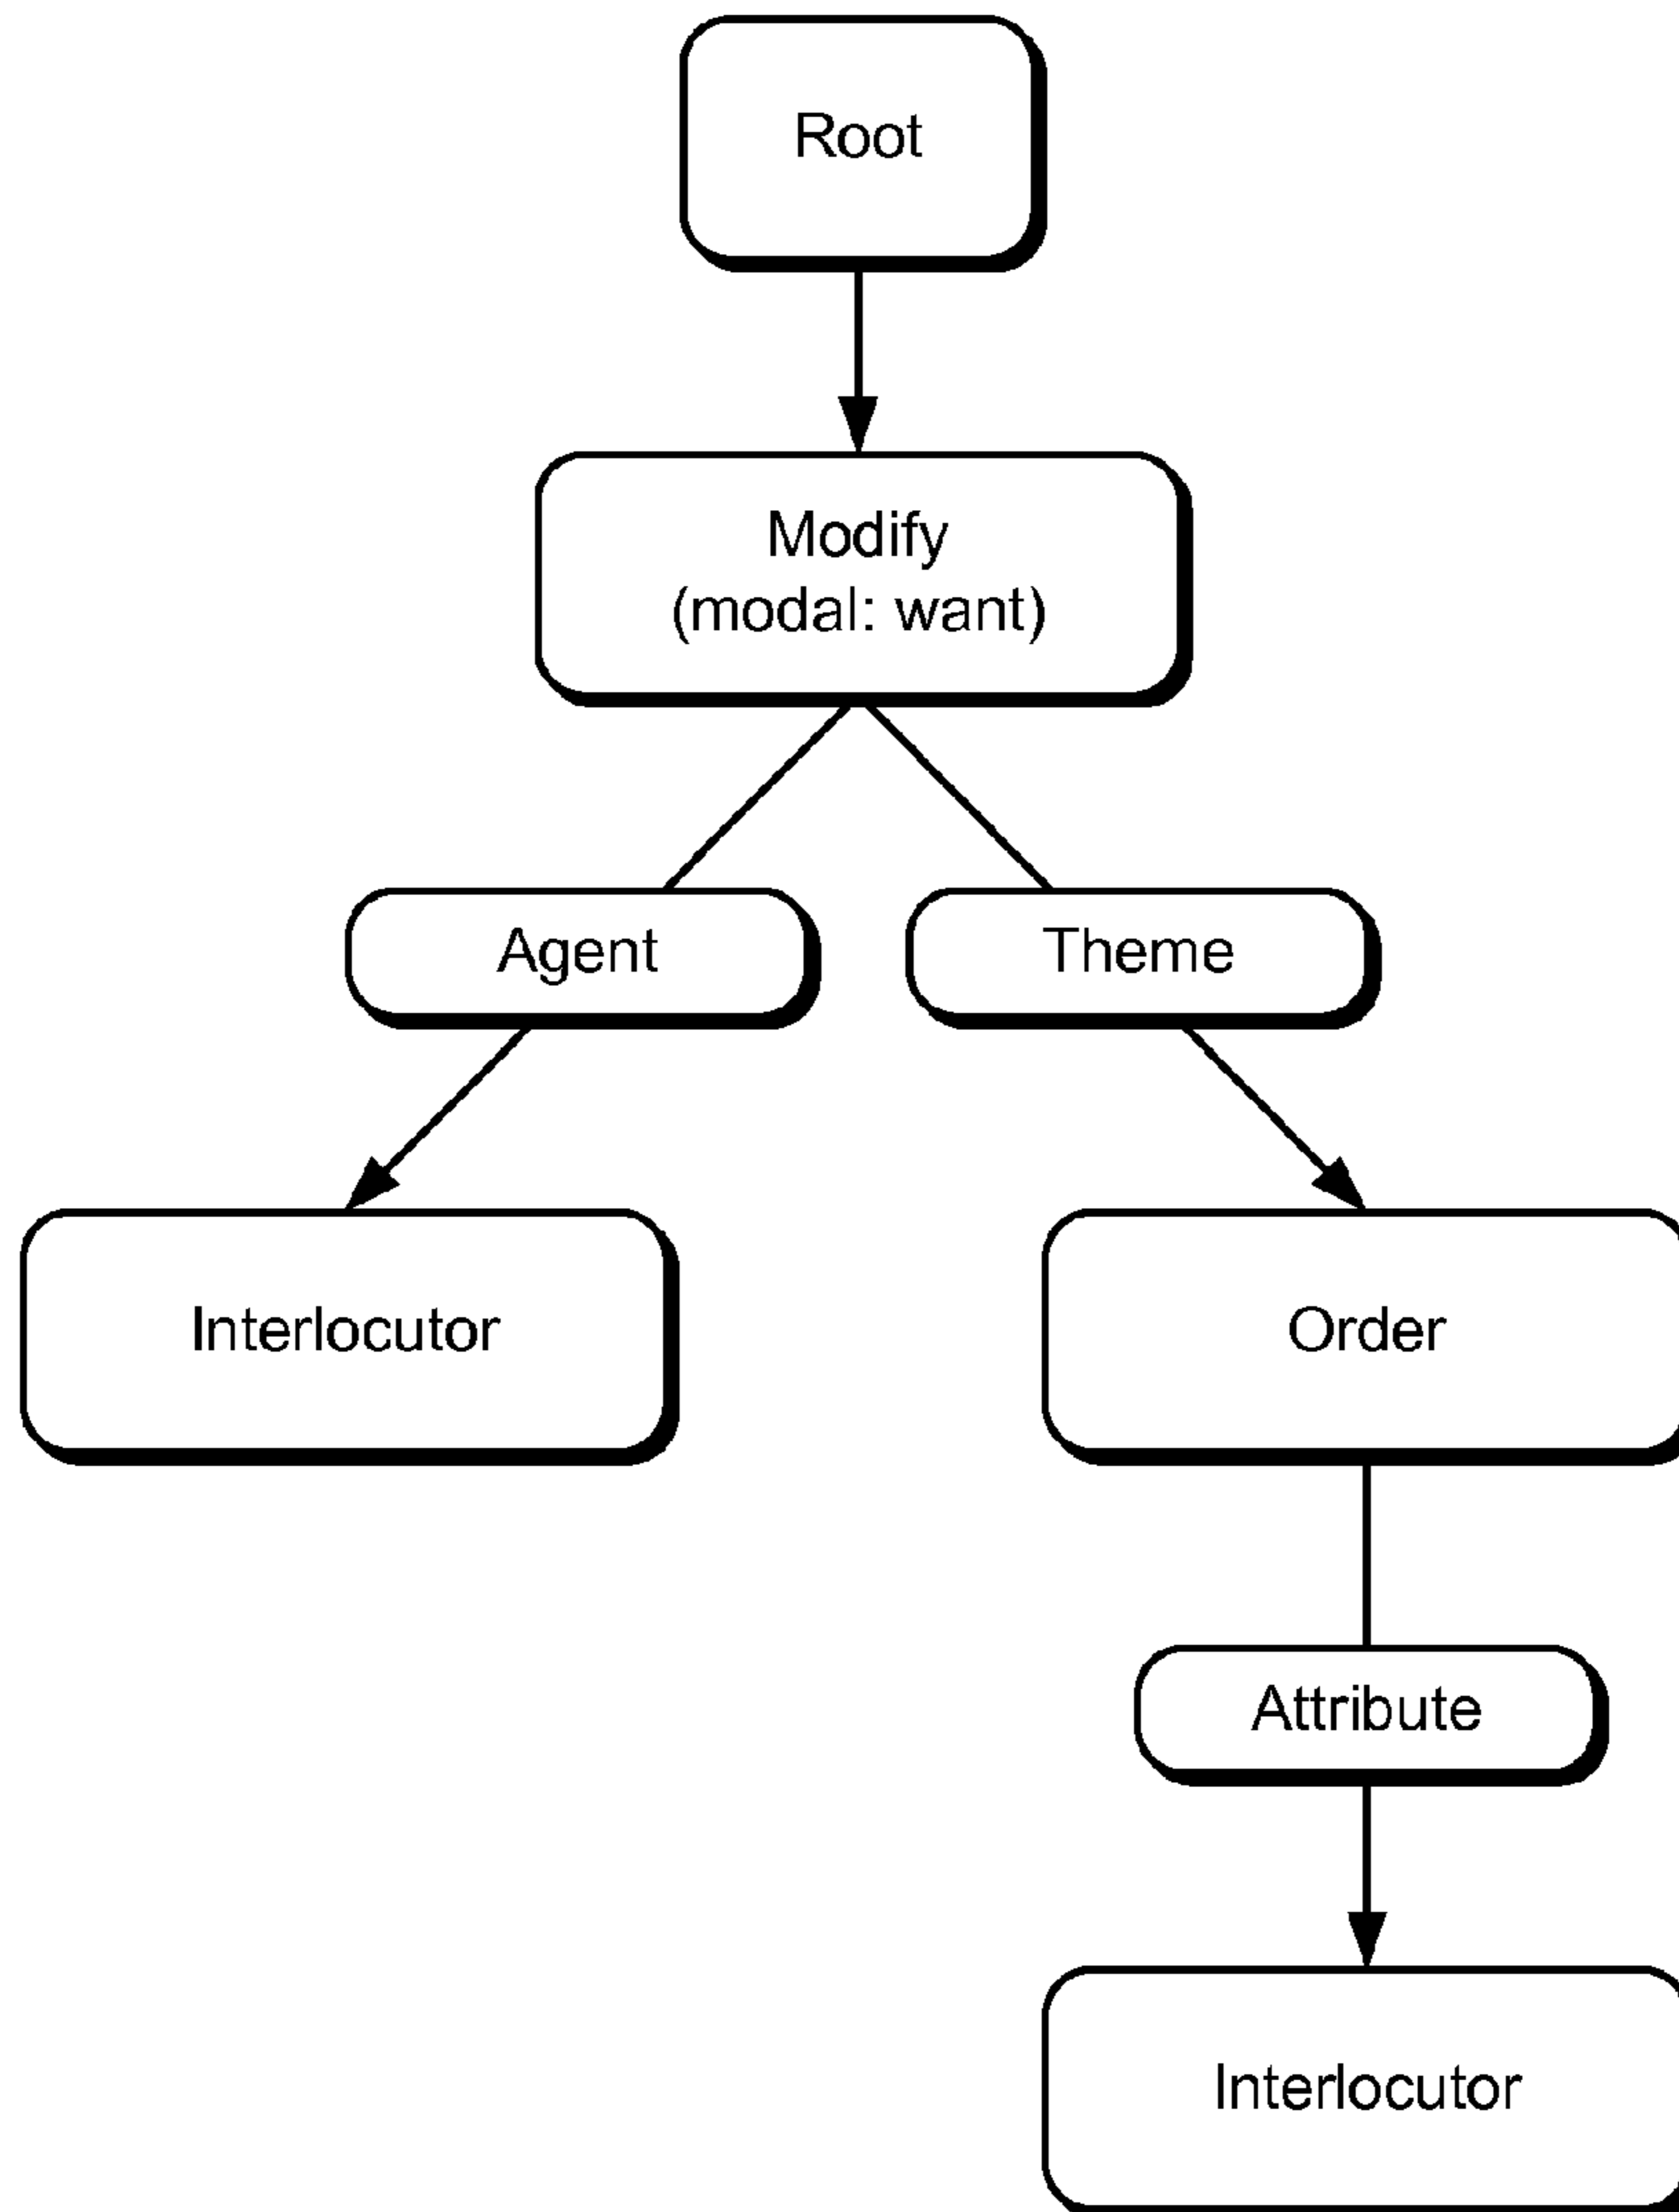 Root
Modify
(modal: want)
Agent
Theme
Interlocutor
Order
Attribute
Interlocutor